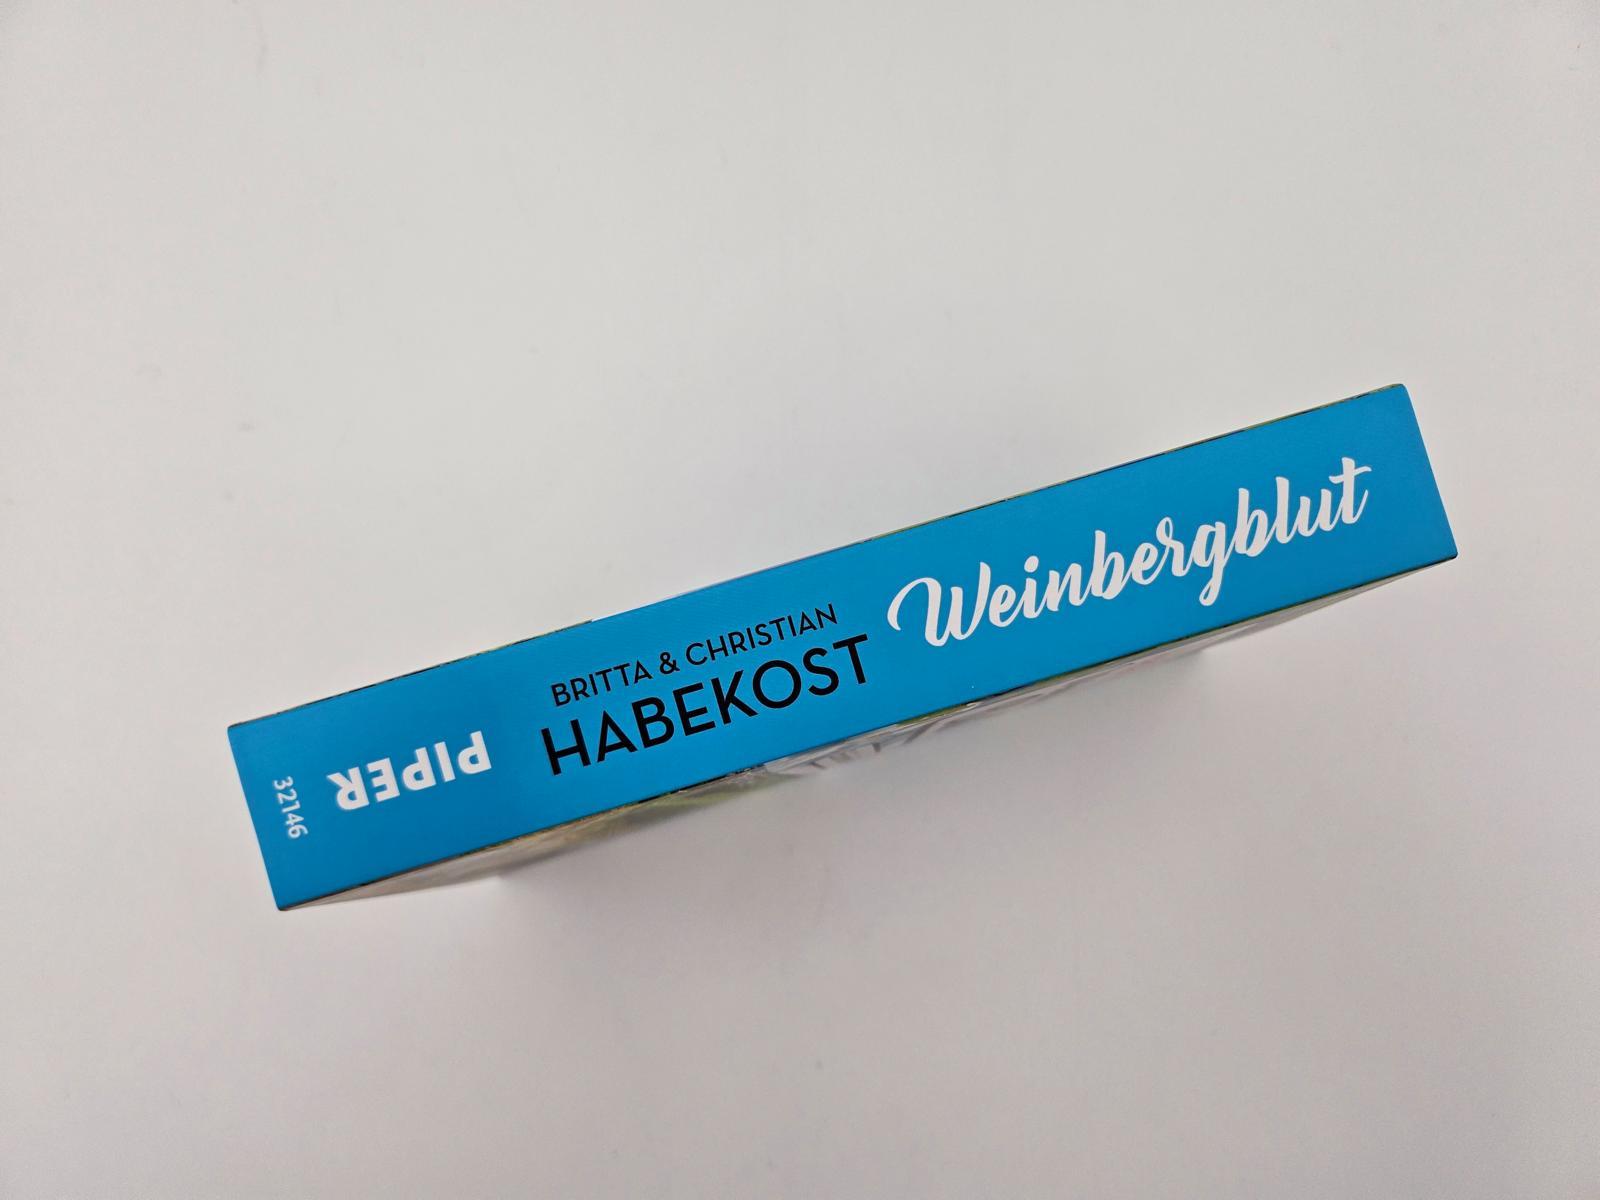 BRITTA & CHRISTIAN
HABEKOST
Weinbergblut
PIPER
32146